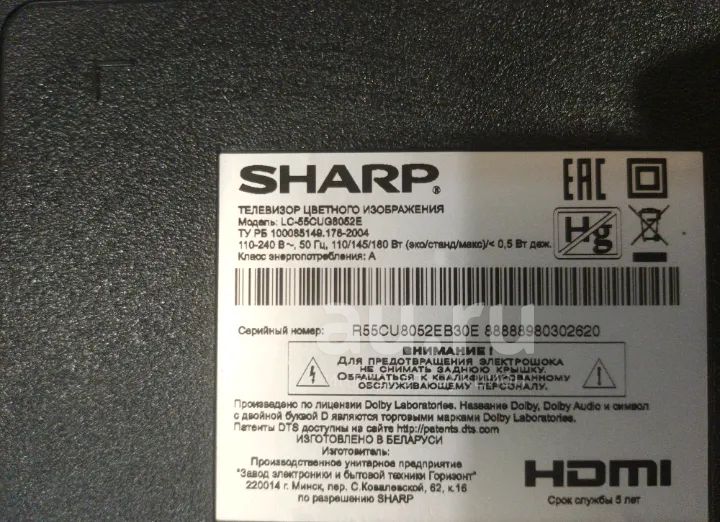 SHARP®
EAC
ТЕЛЕВИЗОР ЦВЕТНОГО ИЗОБРАЖЕНИЯ
Модель: LC-55CUG8052E
ТУ РБ 100085149.178-2004
110-240 В~, 50 Гц, 110/145/160 Вт (эко/станд/макс)/< 0,5 Вт деж.
Класс энергопотребления: A
Hg
au.ru
Серийный номер: R55CU8052EB30E 88888980302620
ВНИМАНИЕ!
Для предотвращения электрошока
не снимать заднюю крышку.
Обращаться к квалифицированному
обслуживающему персоналу.
Произведено по лицензии Dolby Laboratories. Название Dolby, Dolby Audio и символ
с двойной буквой D являются торговыми марками Dolby Laboratories.
Патенты DTS доступны на сайте http://patents.dts.com
ИЗГОТОВЛЕНО В БЕЛАРУСИ
Изготовитель:
Производственное унитарное предприятие
"Завод электроники и бытовой техники Горизонт"
220014 г. Минск, пер. С.Ковалевской, 62, к.16
по разрешению SHARP
HDMI
Срок службы 5 лет